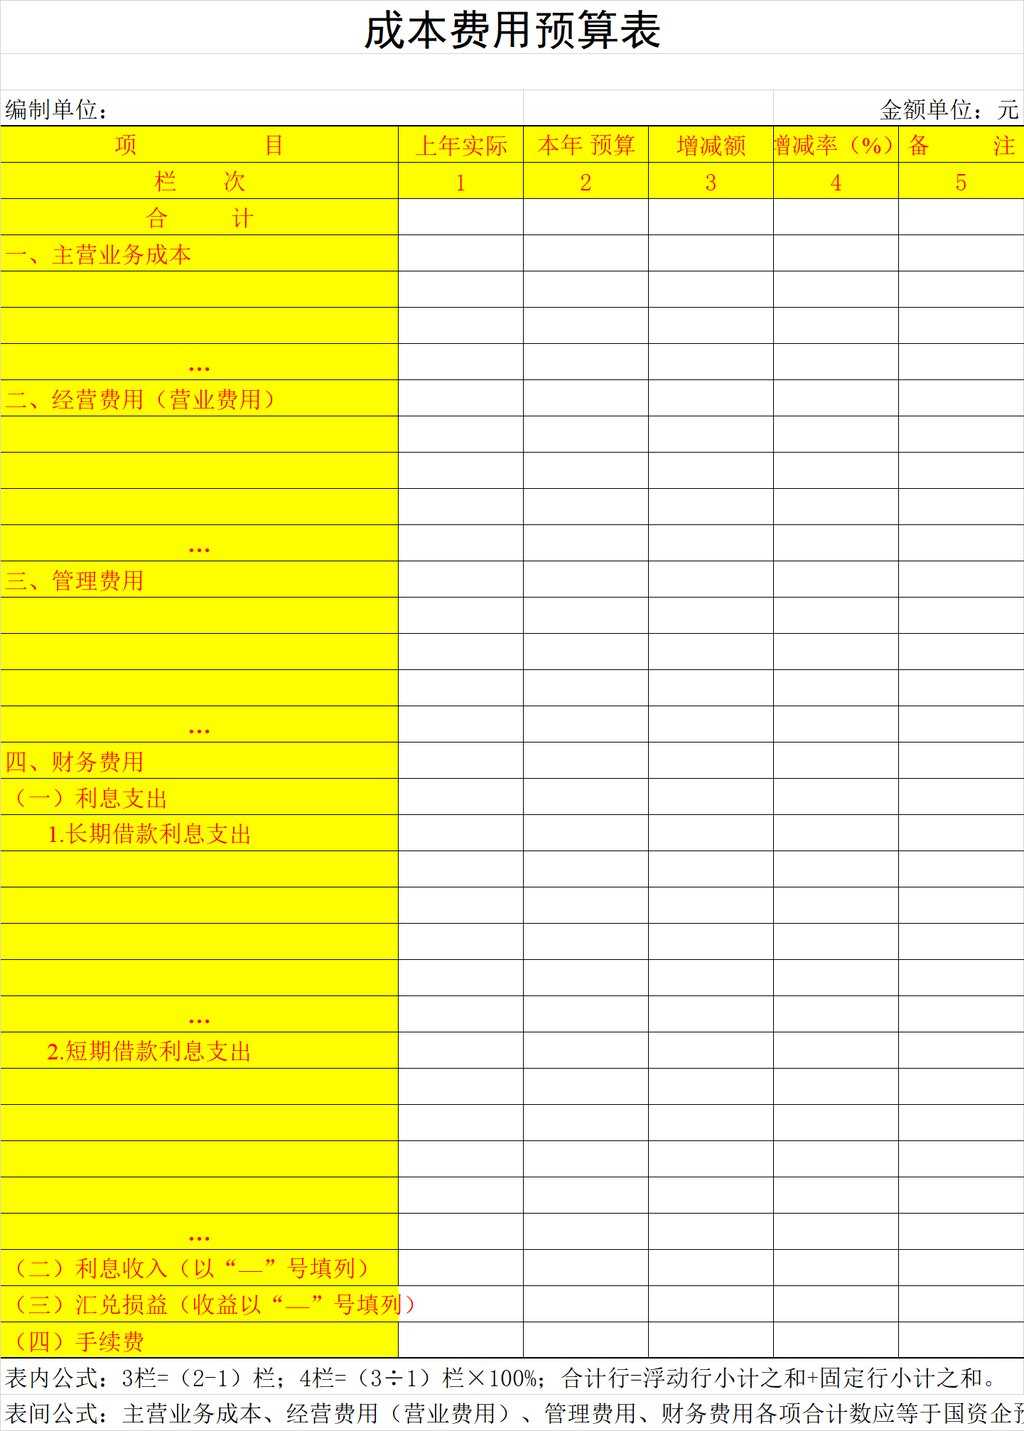 成本费用预算表
编制单位： 金额单位：元
项 目 上年实际 本年 预算 增减额 增减率（%） 备 注
栏 次 1 2 3 4 5
合 计
一、主营业务成本
…
二、经营费用（营业费用）
…
三、管理费用
…
四、财务费用
（一）利息支出
1.长期借款利息支出
…
2.短期借款利息支出
…
（二）利息收入（以“—”号填列）
（三）汇兑损益（收益以“—”号填列）
（四）手续费
表内公式：3栏=（2-1）栏；4栏=（3÷1）栏×100%；合计行=浮动行小计之和+固定行小计之和。
表间公式：主营业务成本、经营费用（营业费用）、管理费用、财务费用各项合计数应等于国资企